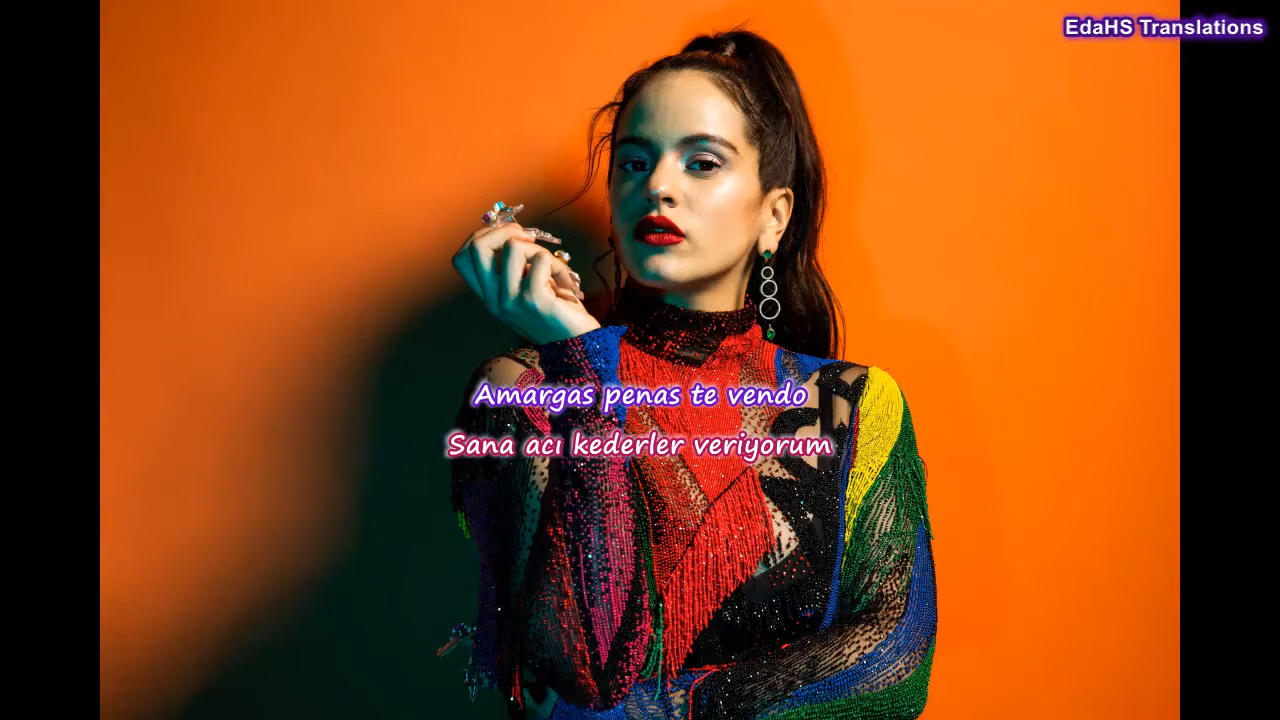 EdaHS Translations
Amargas penas te vendo
Sana acı kederler veriyorum